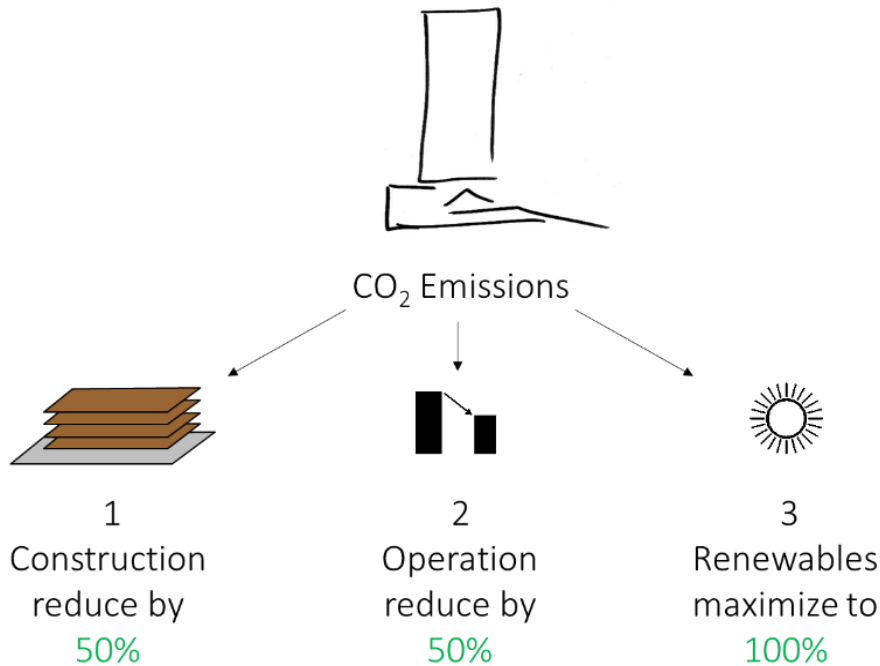 CO₂ Emissions
1
Construction
reduce by
50%
2
Operation
reduce by
50%
3
Renewables
maximize to
100%